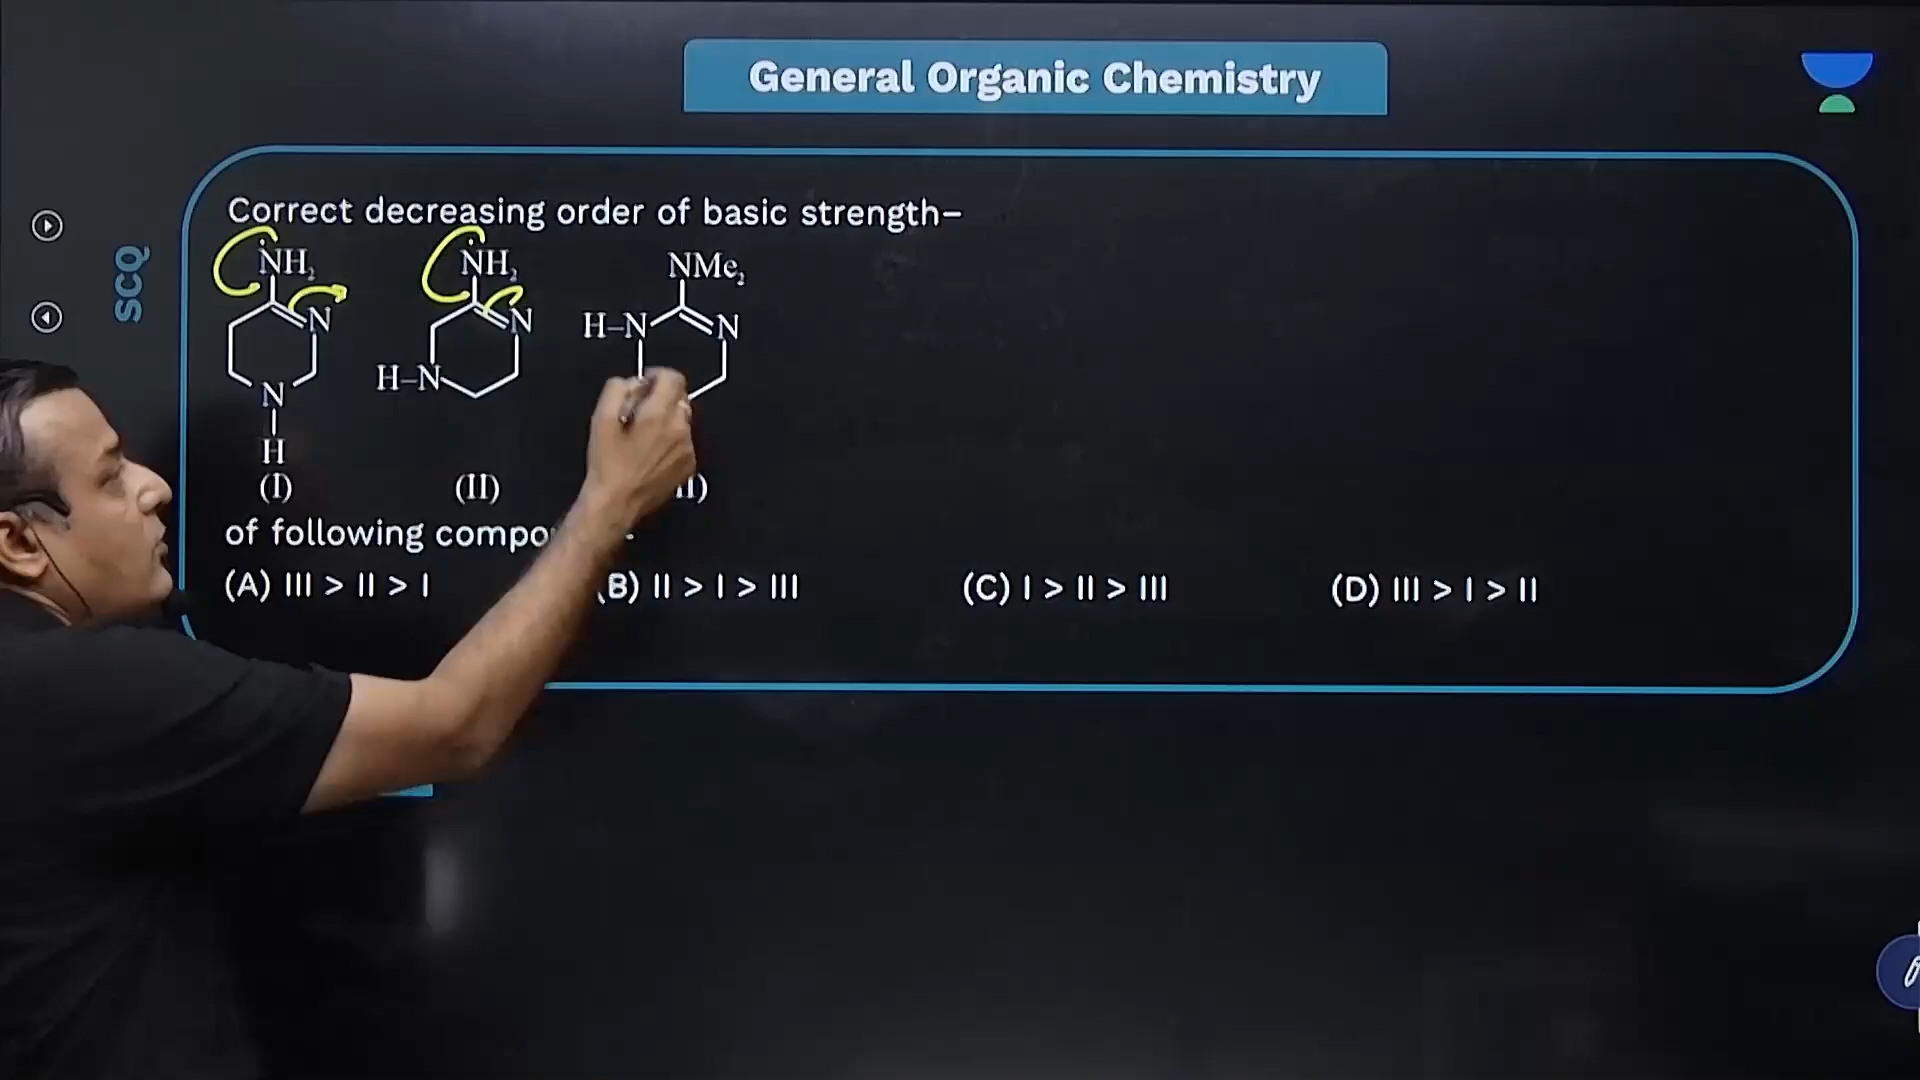 General Organic Chemistry
SCQ
Correct decreasing order of basic strength–
NH₂ NH₂ NMe₂
N N H–N N
N H–N
H
(I) (II)
of following
(A) III > II > I (B) II > I > III (C) I > II > III (D) III > I > II